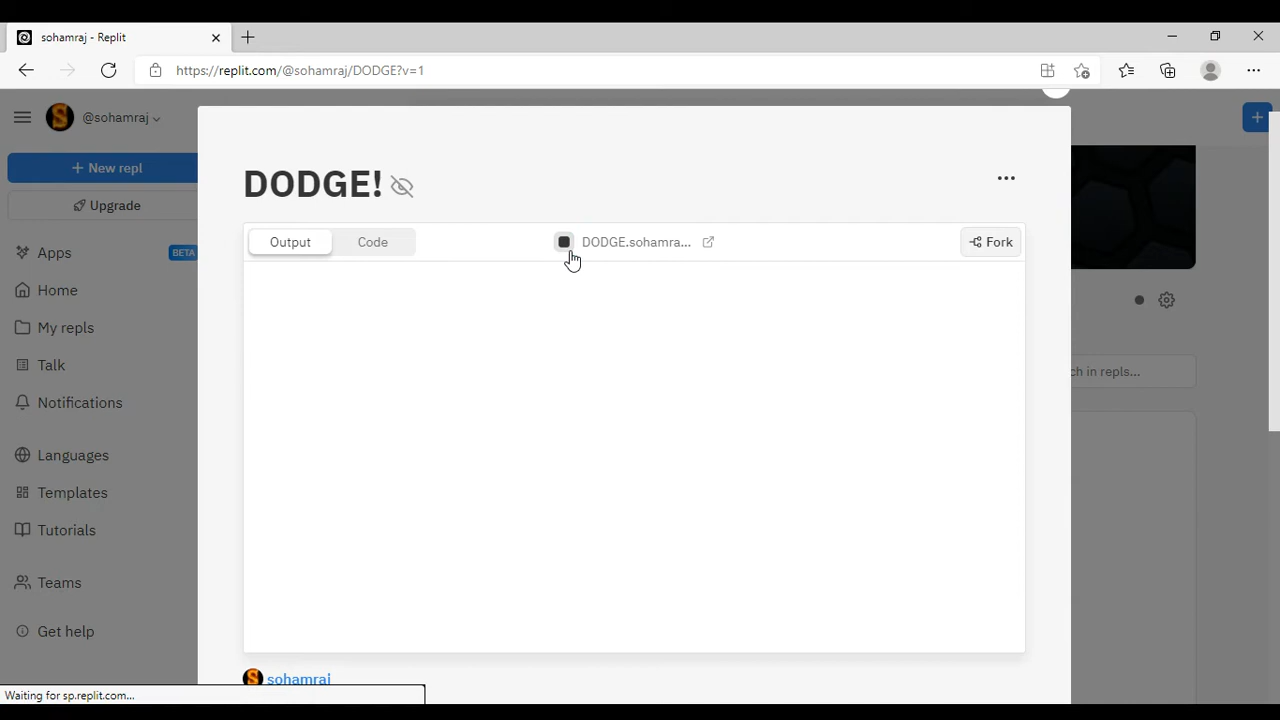 sohamraj - Replit
https://replit.com/@sohamraj/DODGE?v=1
@sohamraj
+ New repl
Upgrade
Apps
BETA
Home
My repls
Talk
Notifications
Languages
Templates
Tutorials
Teams
Get help
DODGE!
Output
Code
DODGE.sohamra...
Fork
sohamraj
ch in repls...
Waiting for sp.replit.com...